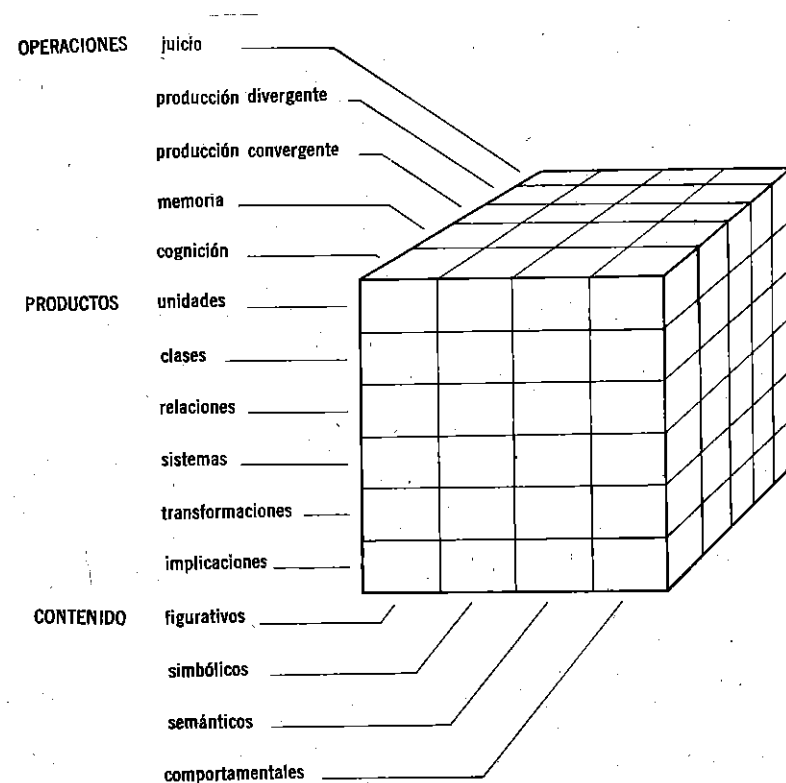 OPERACIONES juicio
producción divergente
producción convergente
memoria
cognición
PRODUCTOS unidades
clases
relaciones
sistemas
transformaciones
implicaciones
CONTENIDO figurativos
simbólicos
semánticos
comportamentales